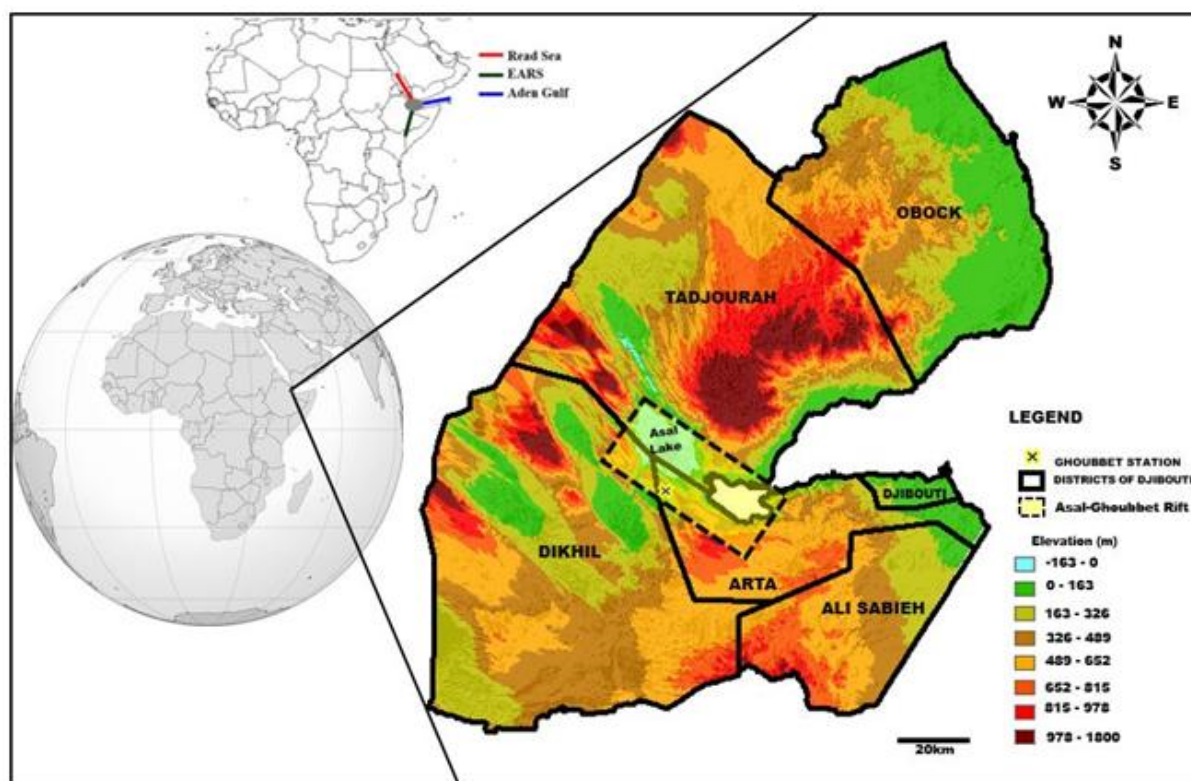 Read Sea
EARS
Aden Gulf
N
W E
S
OBOCK
TADJOURAH
Asal
Lake
DJIBOUTI
DIKHIL
ARTA
ALI SABIEH
LEGEND
GHOUBBET STATION
DISTRICTS OF DJIBOUTI
Asal-Ghoubbet Rift
Elevation (m)
-163 - 0
0 - 163
163 - 326
326 - 489
489 - 652
652 - 815
815 - 978
978 - 1800
20km